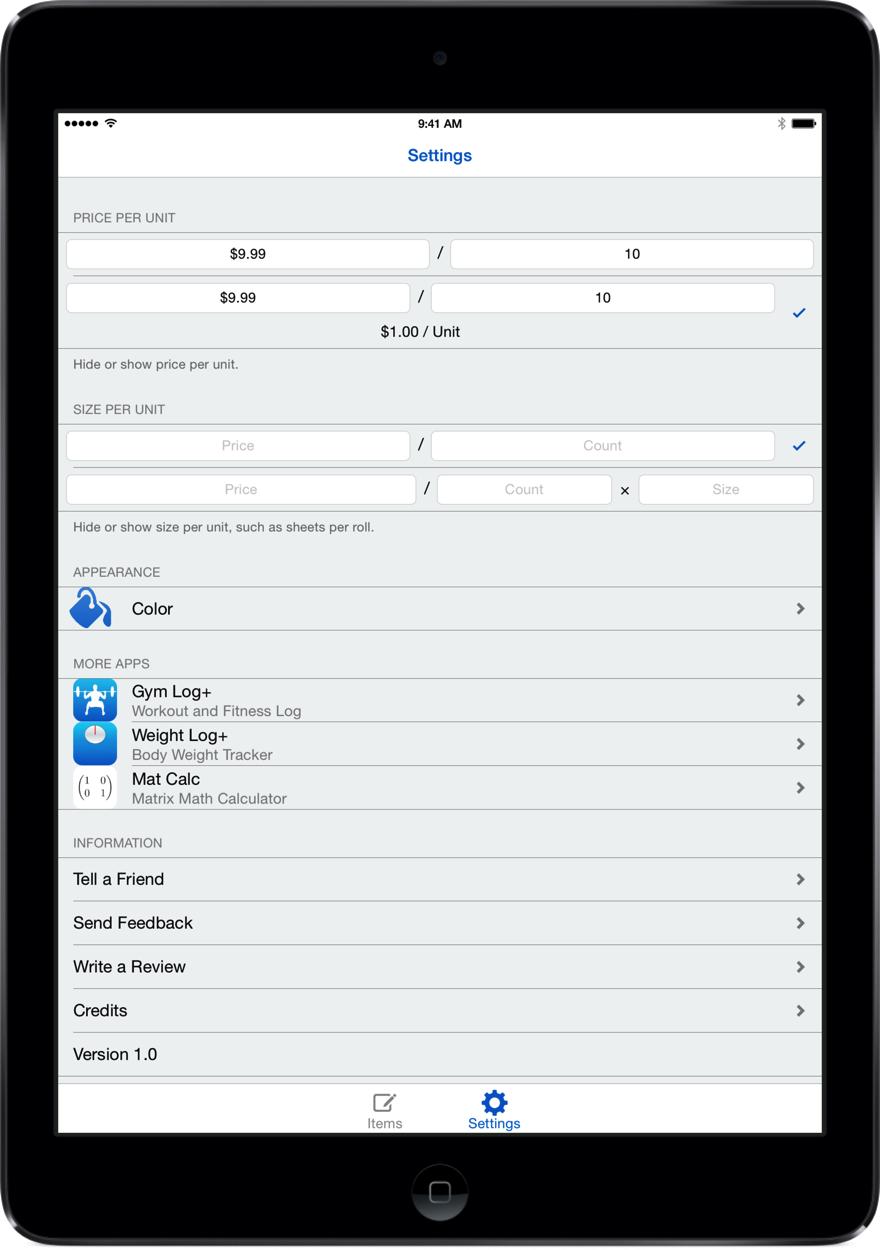 9:41 AM
Settings
PRICE PER UNIT
$9.99 / 10
$9.99 / 10
$1.00 / Unit
Hide or show price per unit.
SIZE PER UNIT
Price / Count
Price / Count × Size
Hide or show size per unit, such as sheets per roll.
APPEARANCE
Color
MORE APPS
Gym Log+
Workout and Fitness Log
Weight Log+
Body Weight Tracker
1 0
0 1
Mat Calc
Matrix Math Calculator
INFORMATION
Tell a Friend
Send Feedback
Write a Review
Credits
Version 1.0
Items
Settings